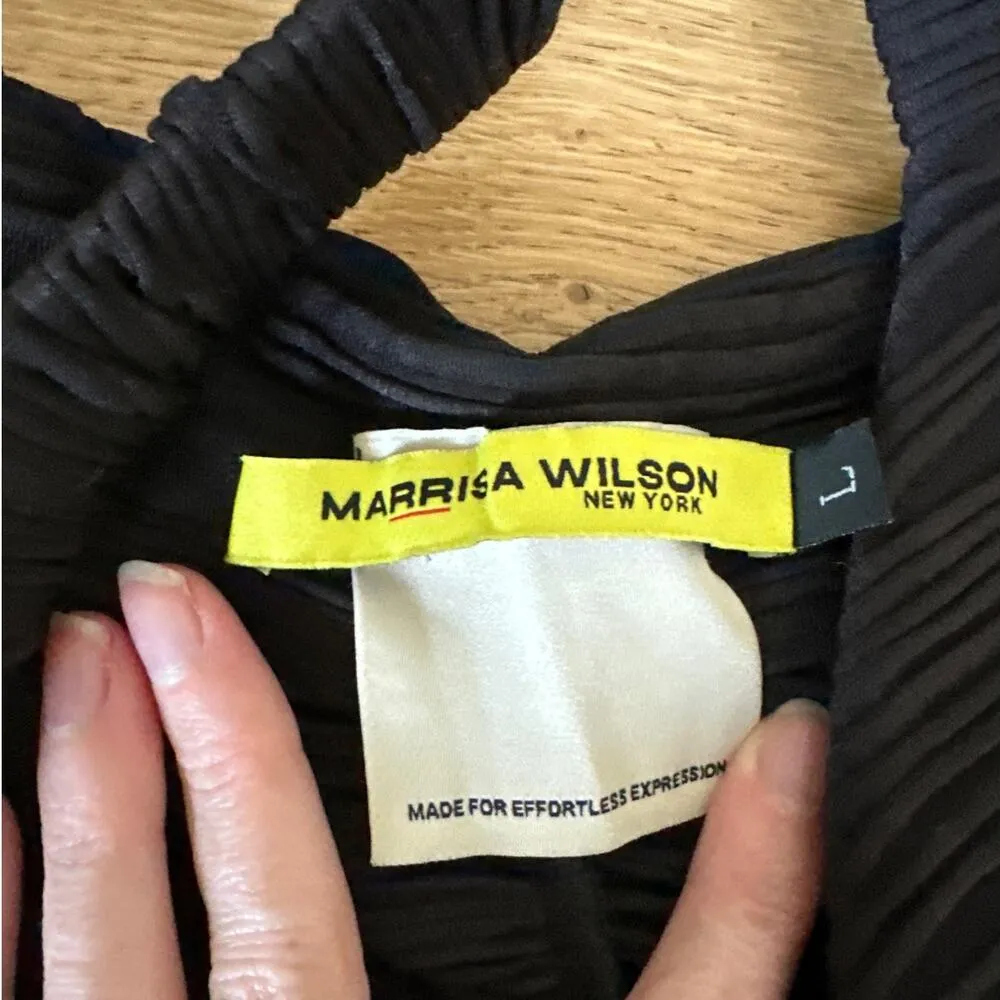 MARRISA WILSON
NEW YORK
L
MADE FOR EFFORTLESS EXPRESSION